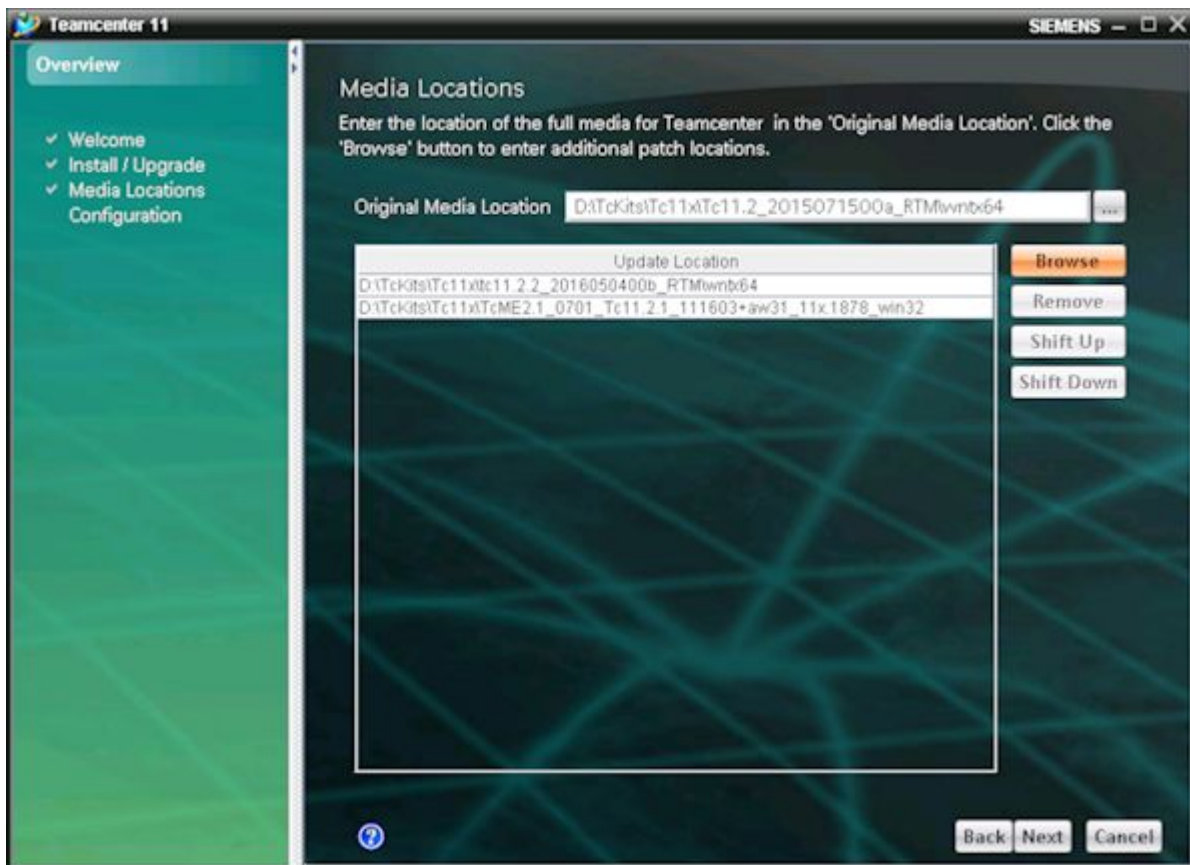 Teamcenter 11
SIEMENS
Overview
Welcome
Install / Upgrade
Media Locations
Configuration
Media Locations
Enter the location of the full media for Teamcenter in the 'Original Media Location'. Click the
'Browse' button to enter additional patch locations.
Original Media Location D:\TcKits\Tc11x\Tc11.2_2015071500a_RTM\wntx64 ...
Update Location
D:\TcKits\Tc11x\tc11.2.2_2016050400b_RTM\wntx64
D:\TcKits\Tc11x\TcME2.1_0701_Tc11.2.1_111603+aw31_11x.1878_win32
Browse
Remove
Shift Up
Shift Down
?
Back Next Cancel